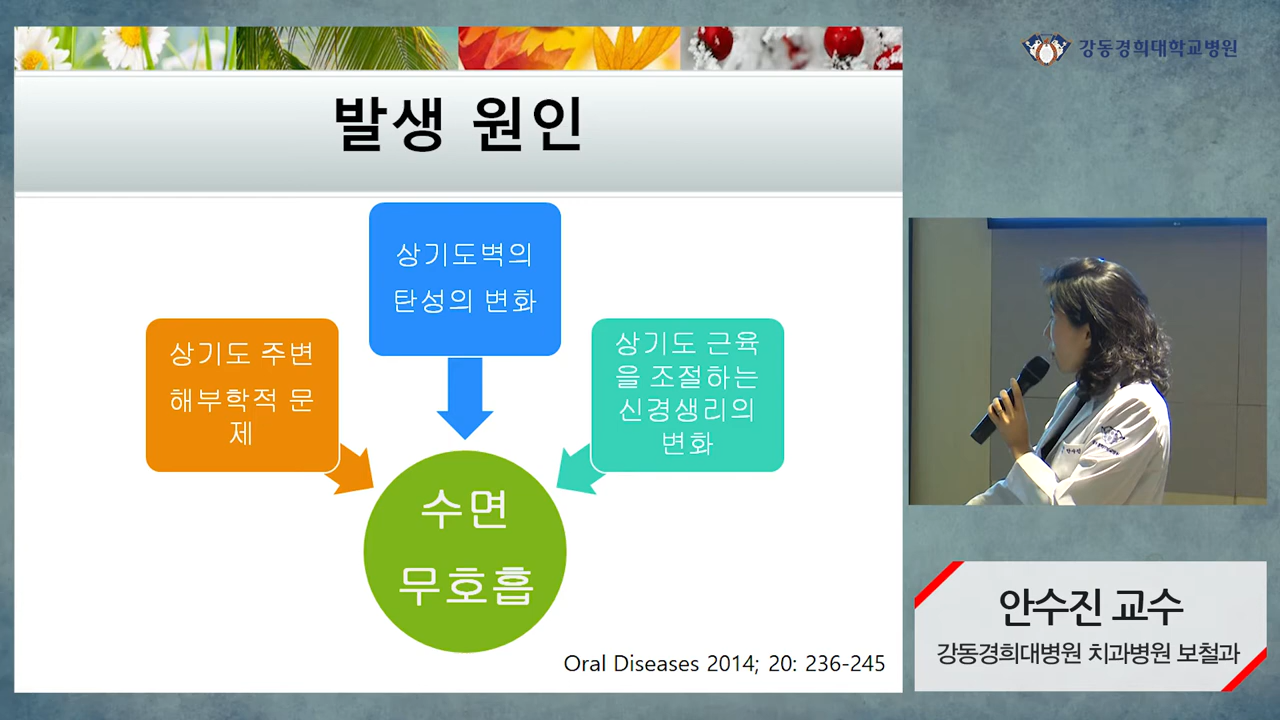 강동경희대학교병원
발생 원인
상기도벽의
탄성의 변화
상기도 주변
해부학적 문
제
상기도 근육
을 조절하는
신경생리의
변화
수면
무호흡
Oral Diseases 2014; 20: 236-245
안수진 교수
강동경희대병원 치과병원 보철과